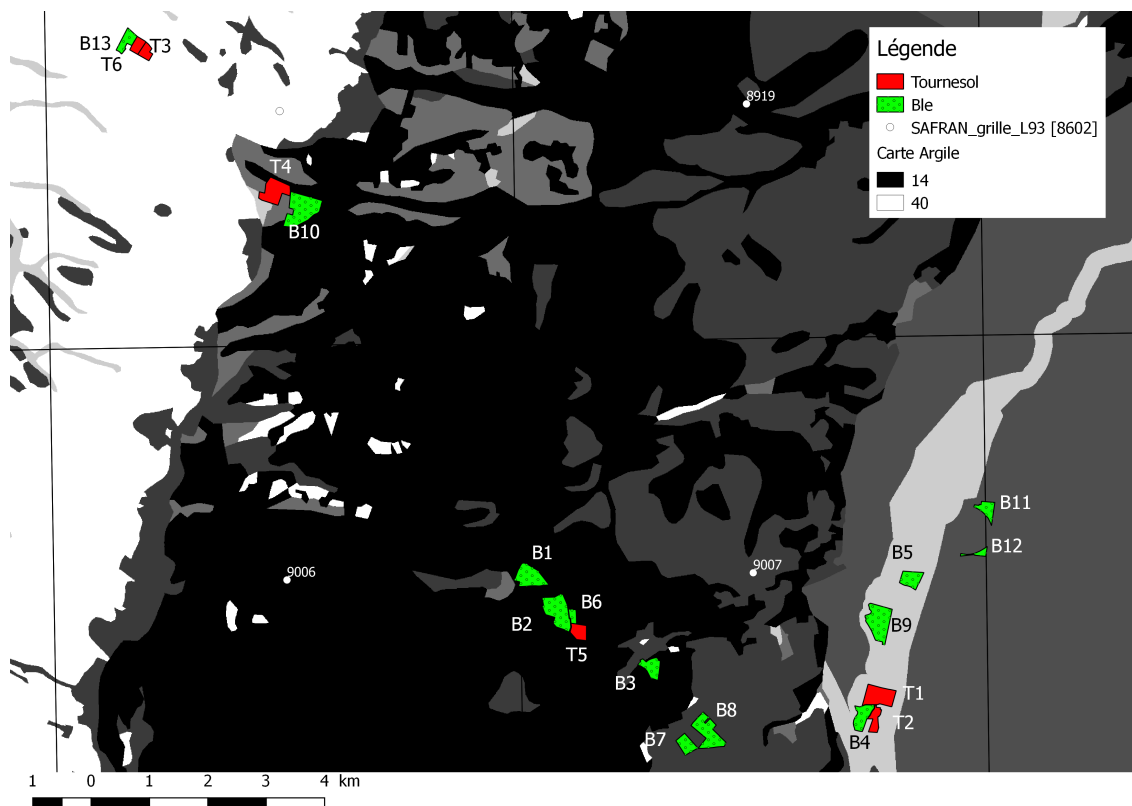 B13
T3
T6
8919
Légende
Tournesol
Ble
SAFRAN_grille_L93 [8602]
Carte Argile
14
40
T4
B10
B11
B12
B5
9006
9007
B1
B2
B6
T5
B9
B3
T1
T2
B4
B8
B7
1 0 1 2 3 4 km